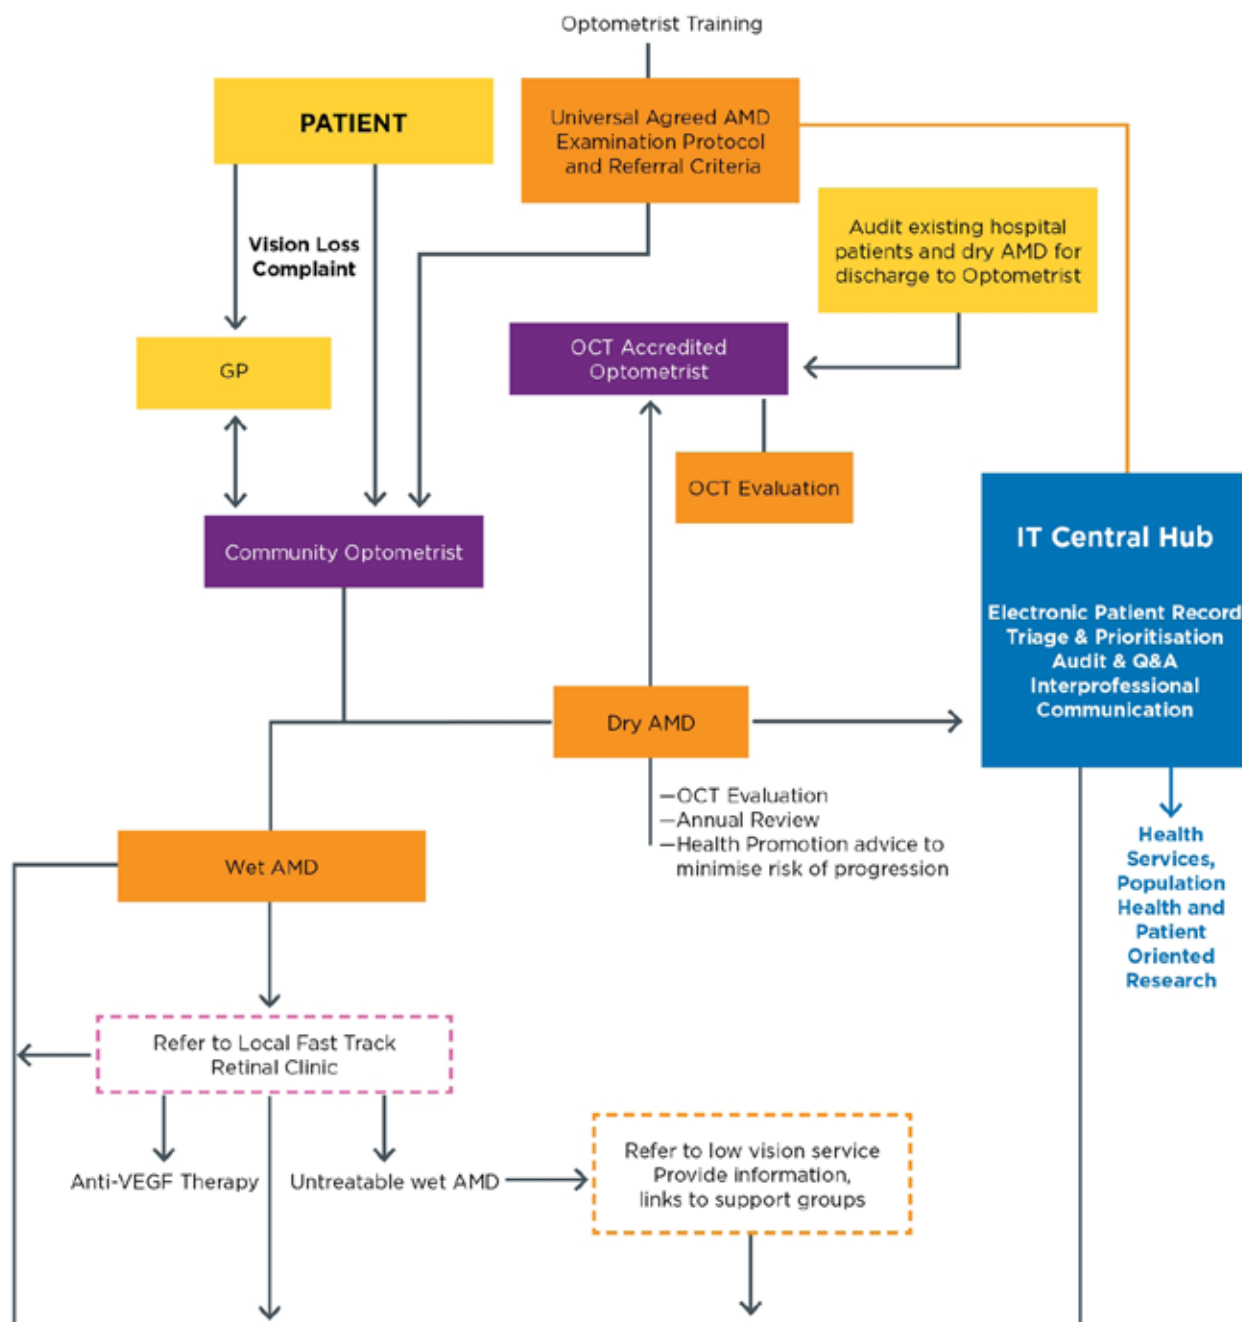 Optometrist Training
PATIENT
Universal Agreed AMD
Examination Protocol
and Referral Criteria
Vision Loss
Complaint
Audit existing hospital
patients and dry AMD for
discharge to Optometrist
GP
OCT Accredited
Optometrist
OCT Evaluation
Community Optometrist
IT Central Hub
Electronic Patient Record
Triage & Prioritisation
Audit & Q&A
Interprofessional
Communication
Dry AMD
—OCT Evaluation
—Annual Review
—Health Promotion advice to
minimise risk of progression
Wet AMD
Health
Services,
Population
Health and
Patient
Oriented
Research
Refer to Local Fast Track
Retinal Clinic
Anti-VEGF Therapy
Untreatable wet AMD
Refer to low vision service
Provide information,
links to support groups